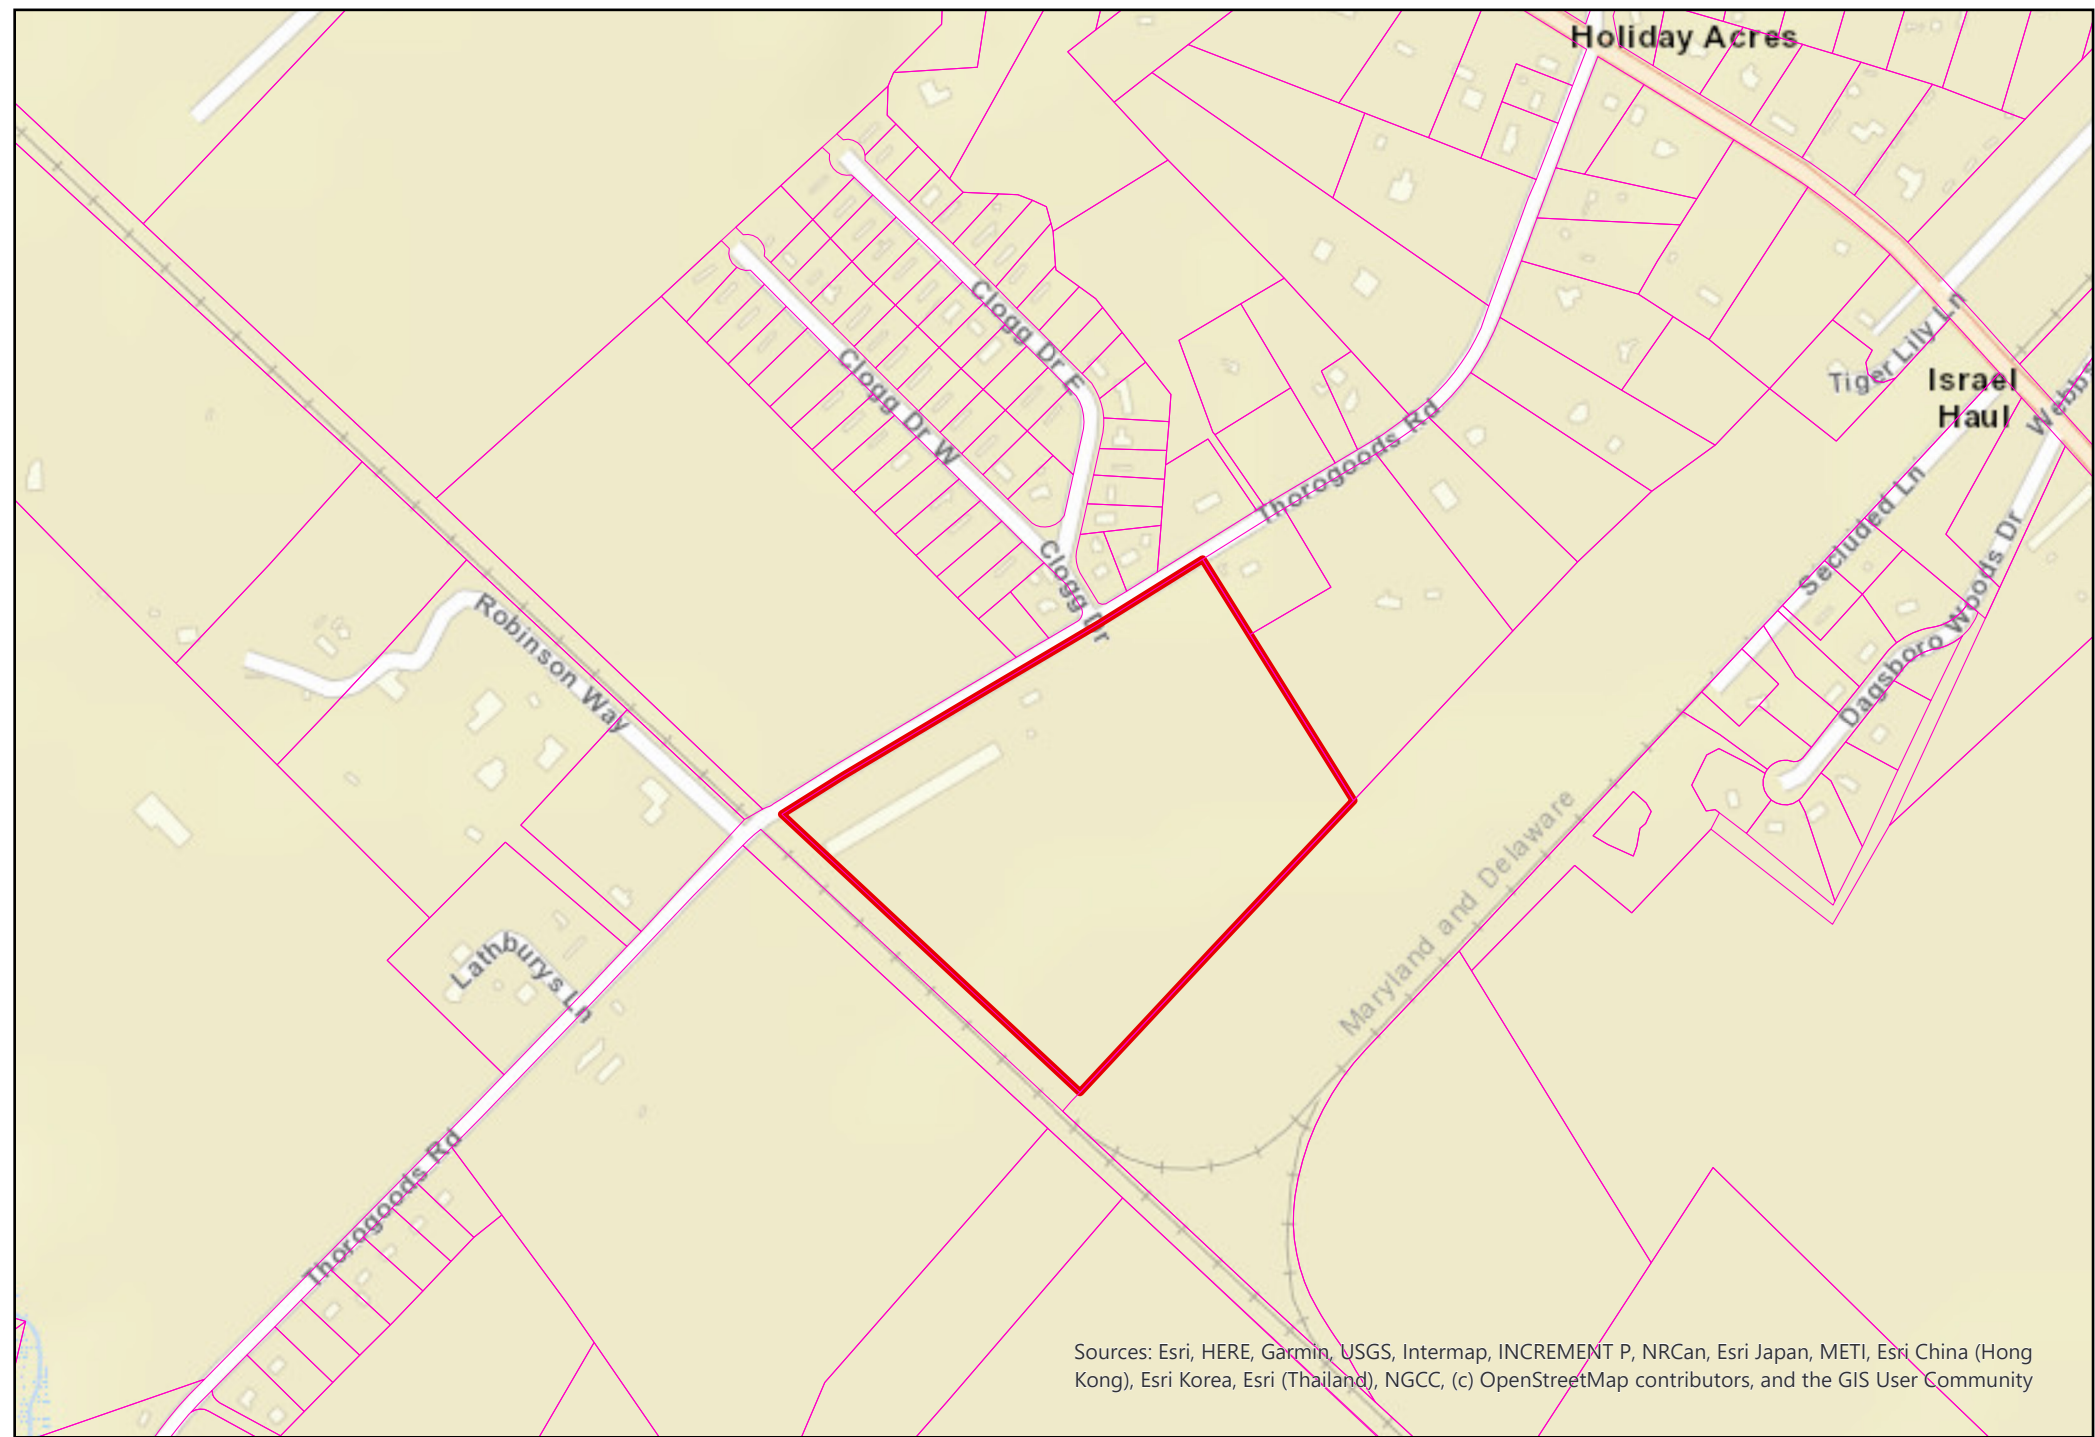 Holiday Acres
Clogg Dr E
Clogg Dr W
Tiger Lily Ln
Israel
Haul
Webbs
Thorogoods Rd
Secluded Ln
Clogg Dr
Dagsboro Woods Dr
Robinson Way
Maryland and Delaware
Lathburys Ln
Thorogoods Rd
Sources: Esri, HERE, Garmin, USGS, Intermap, INCREMENT P, NRCan, Esri Japan, METI, Esri China (Hong
Kong), Esri Korea, Esri (Thailand), NGCC, (c) OpenStreetMap contributors, and the GIS User Community